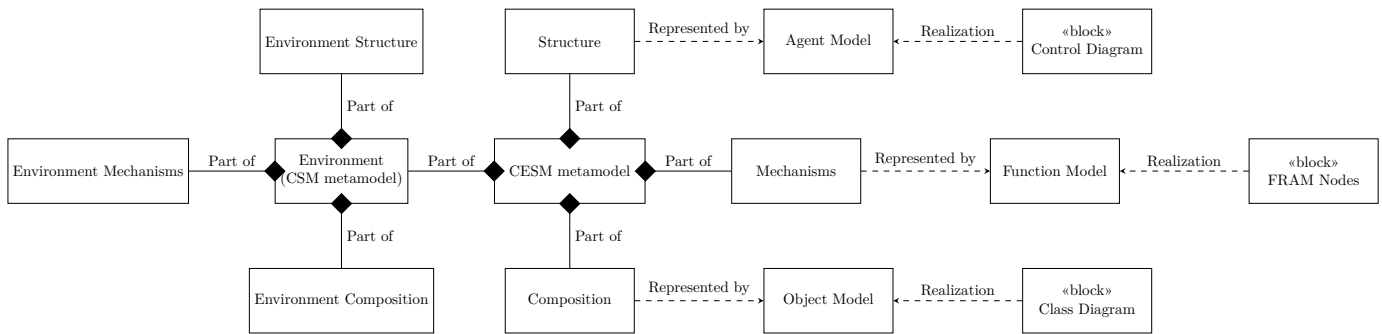 Environment Structure
Structure
Represented by
Agent Model
Realization
«block»
Control Diagram
Part of
Part of
Environment Mechanisms
Part of
Environment
(CSM metamodel)
Part of
CESM metamodel
Part of
Mechanisms
Represented by
Function Model
Realization
«block»
FRAM Nodes
Part of
Part of
Environment Composition
Composition
Represented by
Object Model
Realization
«block»
Class Diagram